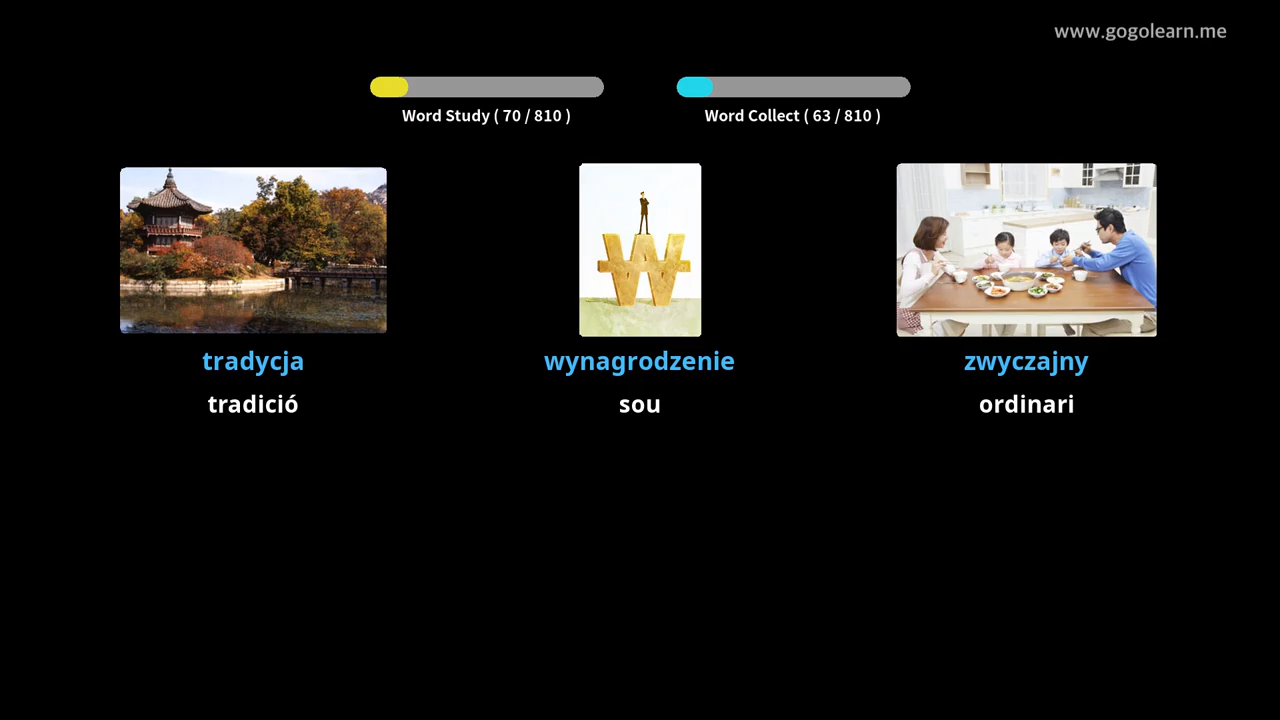 www.gogolearn.me
Word Study ( 70 / 810 )
Word Collect ( 63 / 810 )
tradycja
wynagrodzenie
zwyczajny
tradició
sou
ordinari